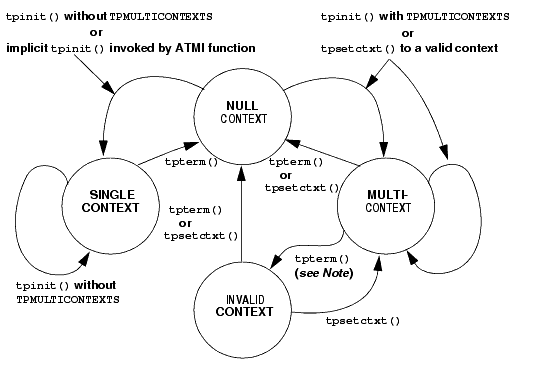 tpinit() without TPMULTICONTEXTS
or
implicit tpinit() invoked by ATMI function
tpinit() with TPMULTICONTEXTS
or
tpsetctxt() to a valid context
NULL
CONTEXT
tpterm()
tpterm()
or
tpsetctxt()
SINGLE
CONTEXT
MULTI-
CONTEXT
tpterm()
or
tpsetctxt()
tpterm()
(see Note)
tpinit() without
TPMULTICONTEXTS
INVALID
CONTEXT
tpsetctxt()